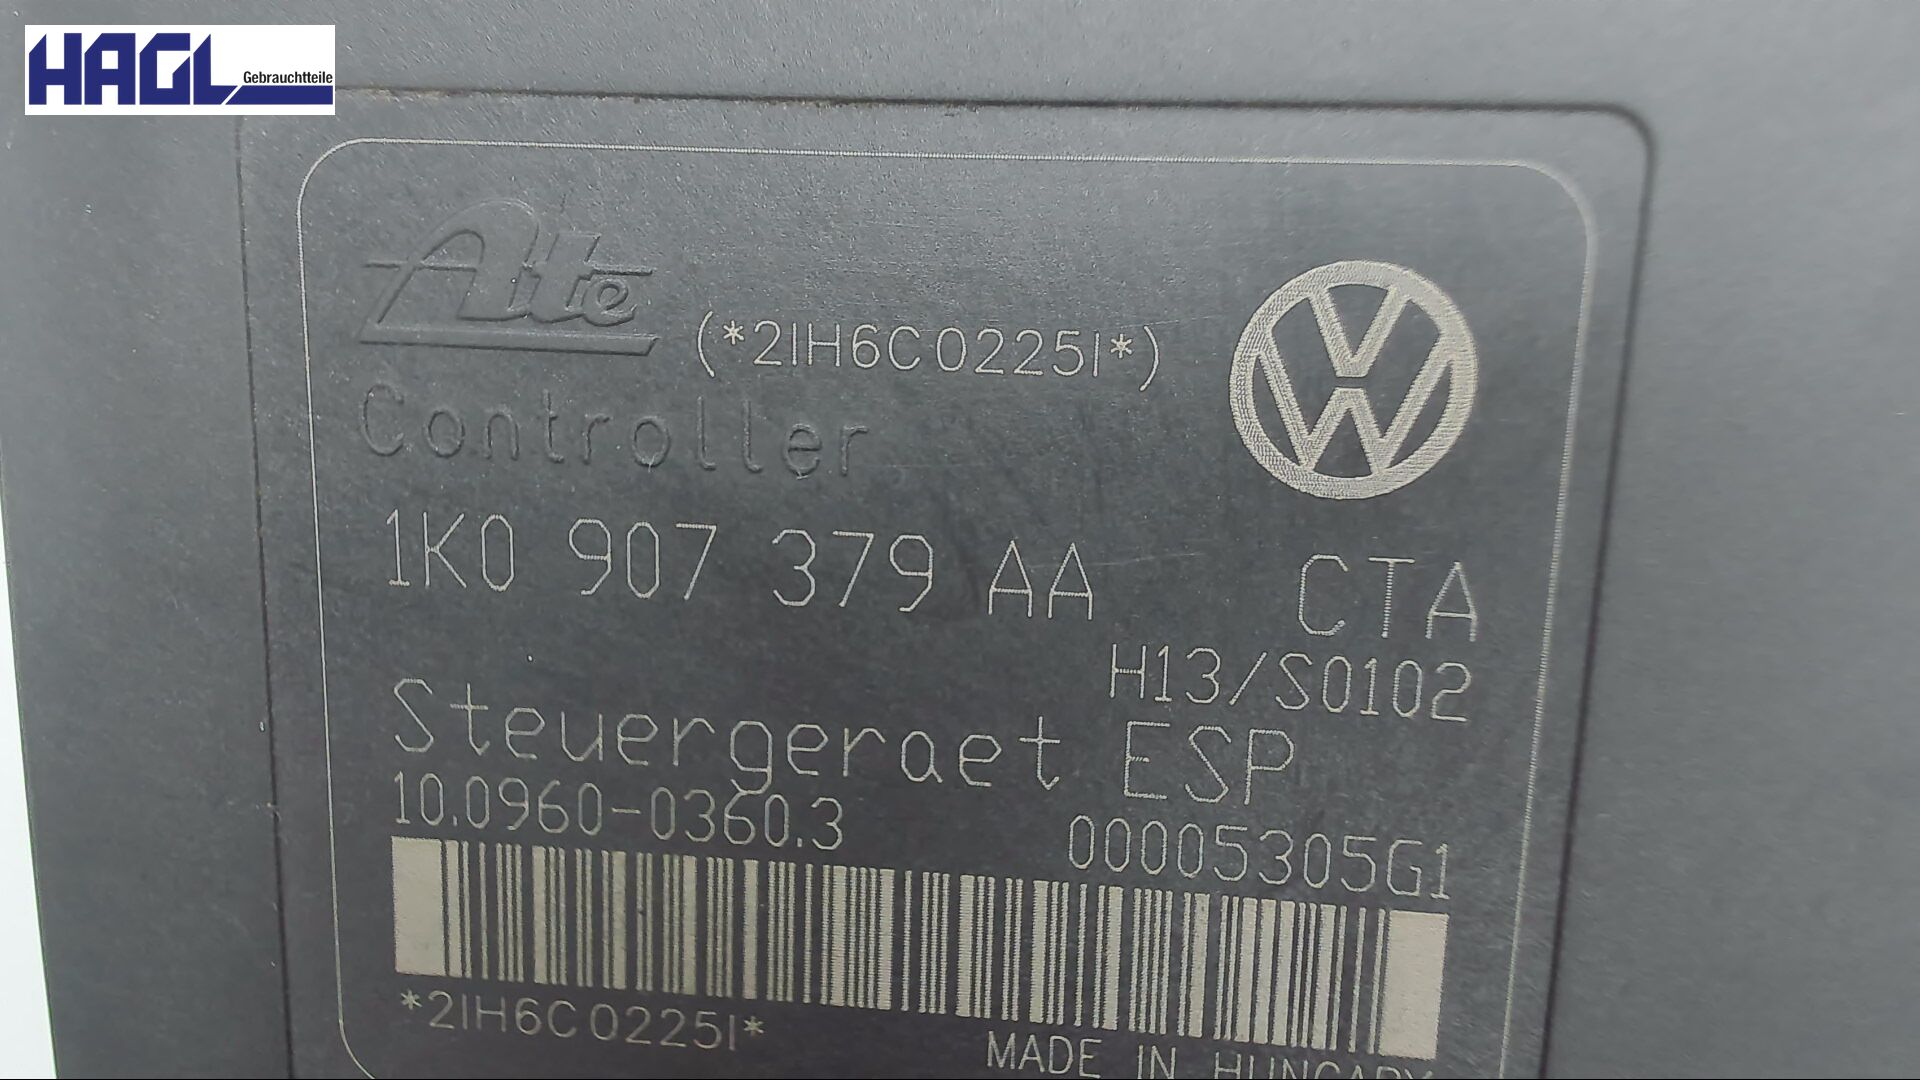 HAGL Gebrauchtteile
Ate
(*2IH6C0225I*)
Controller
1K0 907 379 AA CTA
H13/S0102
Steuergeraet ESP
10.0960-0360.3 00005305G1
*2IH6C0225I*
MADE IN HUNGARY